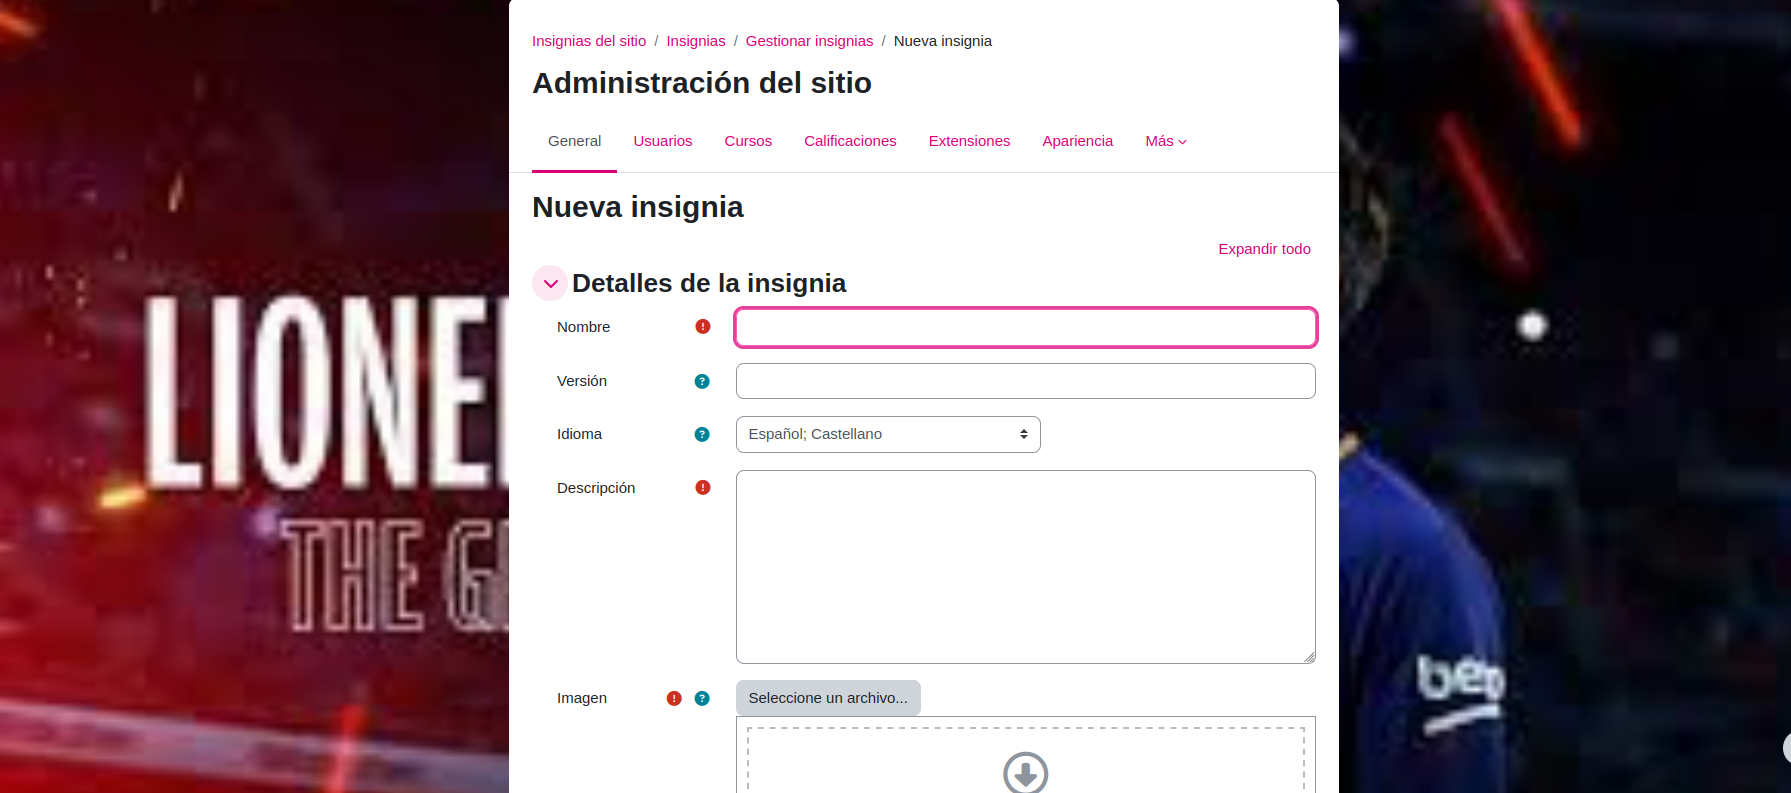 Insignias del sitio / Insignias / Gestionar insignias / Nueva insignia
Administración del sitio
General Usuarios Cursos Calificaciones Extensiones Apariencia Más
Nueva insignia
Expandir todo
Detalles de la insignia
Nombre
Versión
Idioma Español; Castellano
Descripción
Imagen Seleccione un archivo...
LIONE
THE G
beo